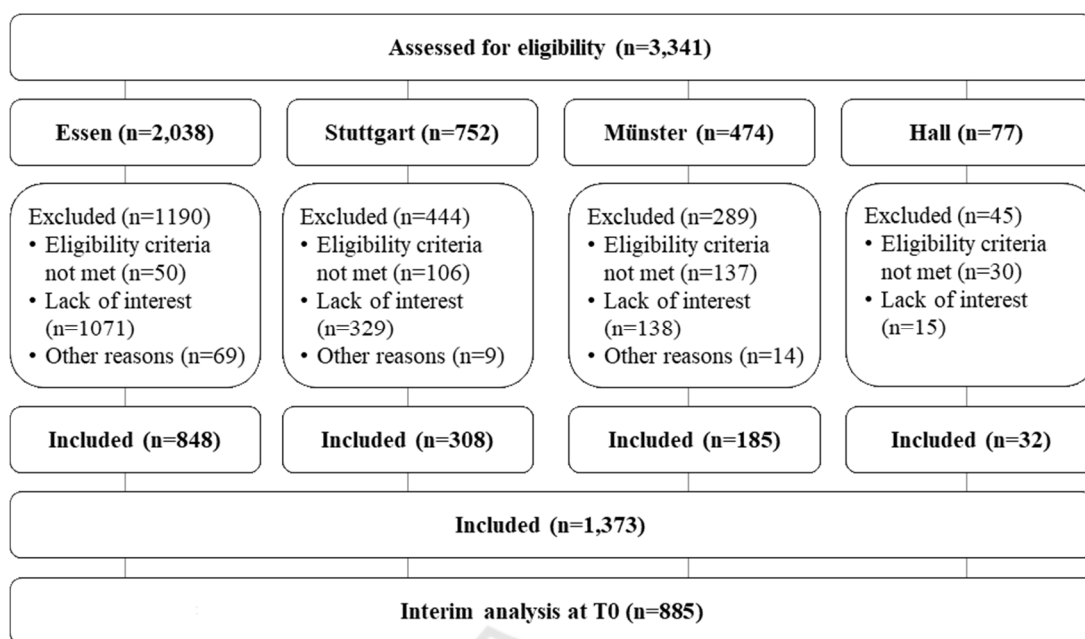 Assessed for eligibility (n=3,341)
Essen (n=2,038)
Stuttgart (n=752)
Münster (n=474)
Hall (n=77)
Excluded (n=1190)
• Eligibility criteria
not met (n=50)
• Lack of interest
(n=1071)
• Other reasons (n=69)
Excluded (n=444)
• Eligibility criteria
not met (n=106)
• Lack of interest
(n=329)
• Other reasons (n=9)
Excluded (n=289)
• Eligibility criteria
not met (n=137)
• Lack of interest
(n=138)
• Other reasons (n=14)
Excluded (n=45)
• Eligibility criteria
not met (n=30)
• Lack of interest
(n=15)
Included (n=848)
Included (n=308)
Included (n=185)
Included (n=32)
Included (n=1,373)
Interim analysis at T0 (n=885)